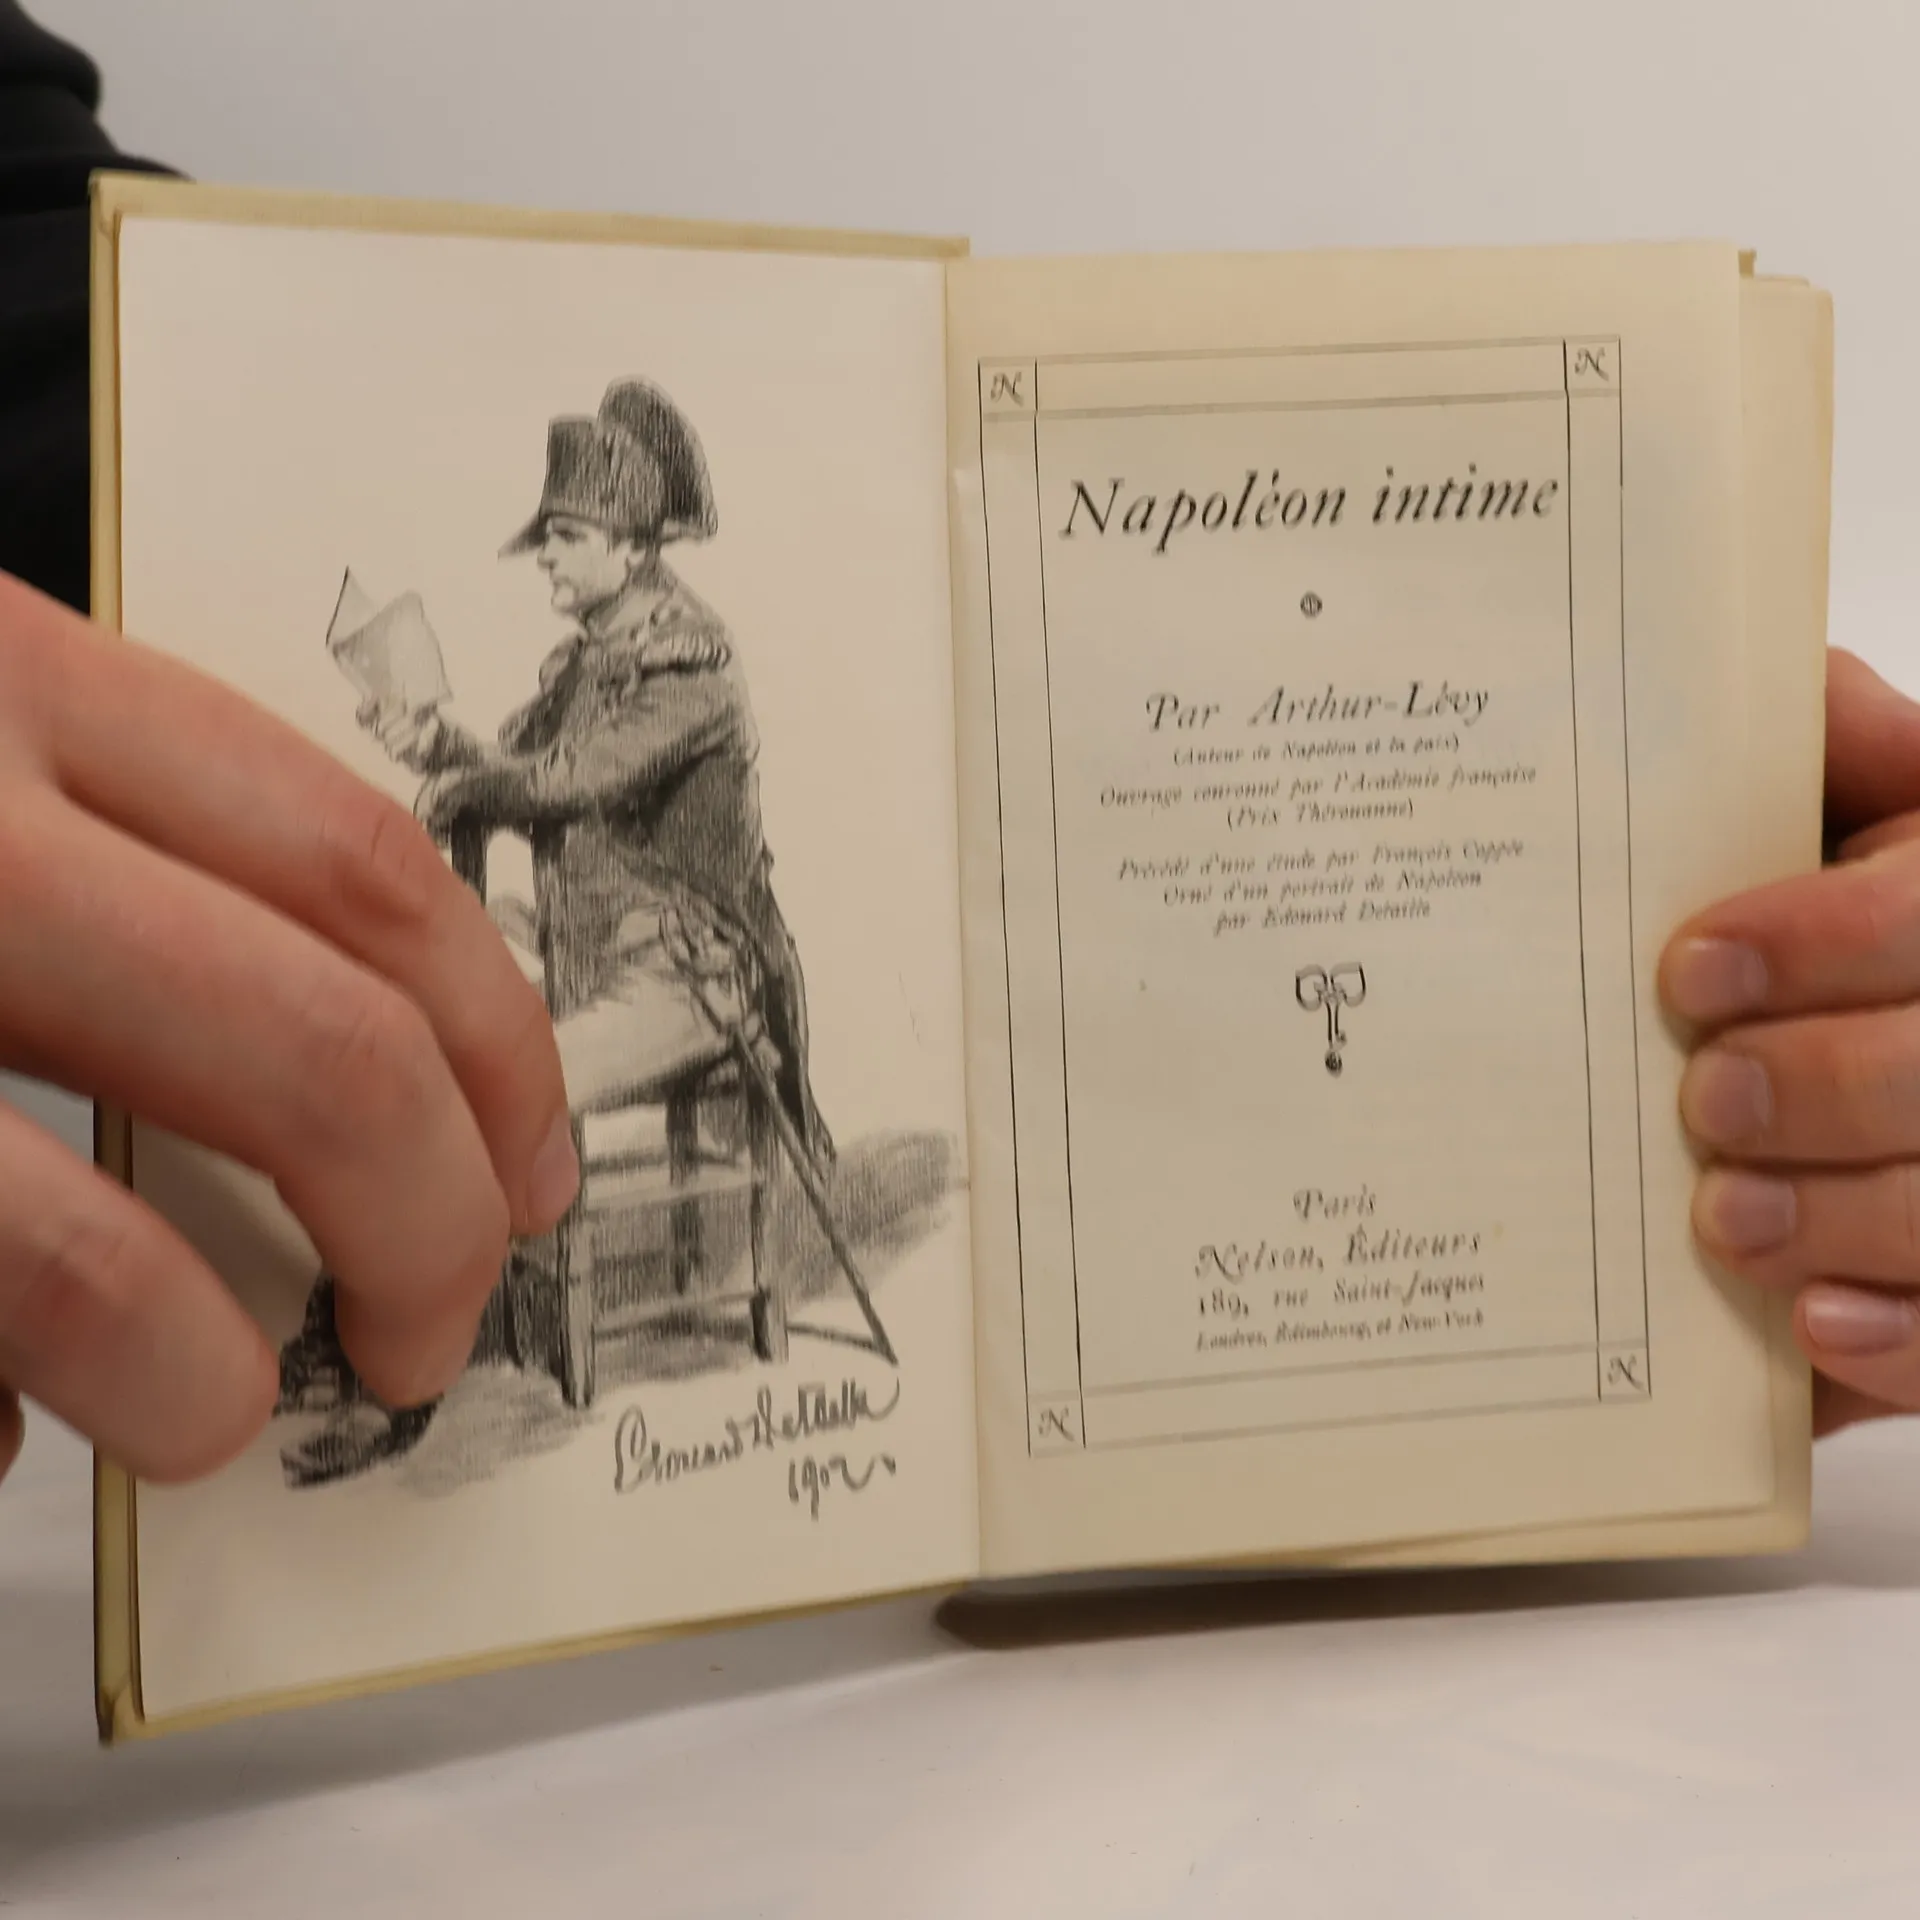 Edouard Detaille
1902.
N
N
Napoléon intime
Par Arthur-Lévy
(Auteur de Napoléon et la paix)
Ouvrage couronné par l'Académie française
(Prix Thérouanne)
Précédé d'une étude par François Coppée
Orné d'un portrait de Napoléon
par Édouard Detaille
Paris
Nelson, Éditeurs
189, rue Saint-Jacques
Londres, Édimbourg, et New-York
N
N